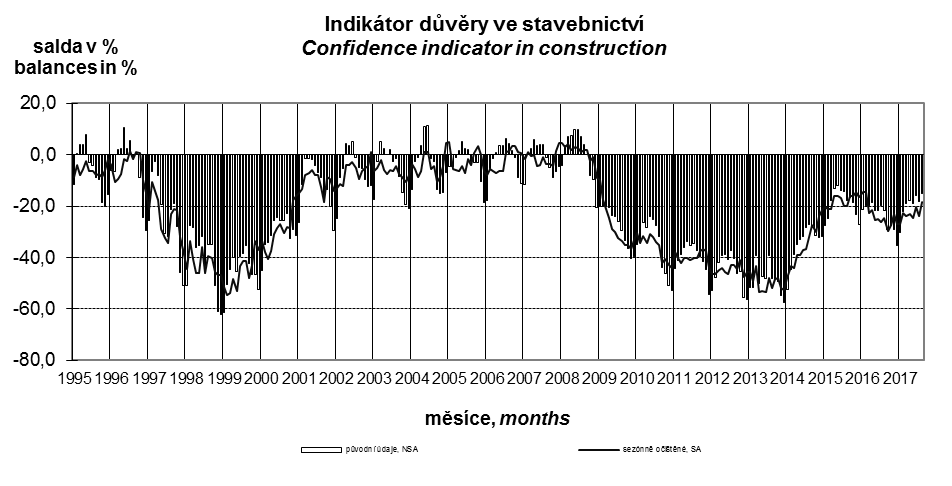 Indikátor důvěry ve stavebnictví
Confidence indicator in construction
salda v %
balances in %
20,0
0,0
-20,0
-40,0
-60,0
-80,0
1995 1996 1997 1998 1999 2000 2001 2002 2003 2004 2005 2006 2007 2008 2009 2010 2011 2012 2013 2014 2015 2016 2017
měsíce, months
původní údaje, NSA
sezónně očištěné, SA